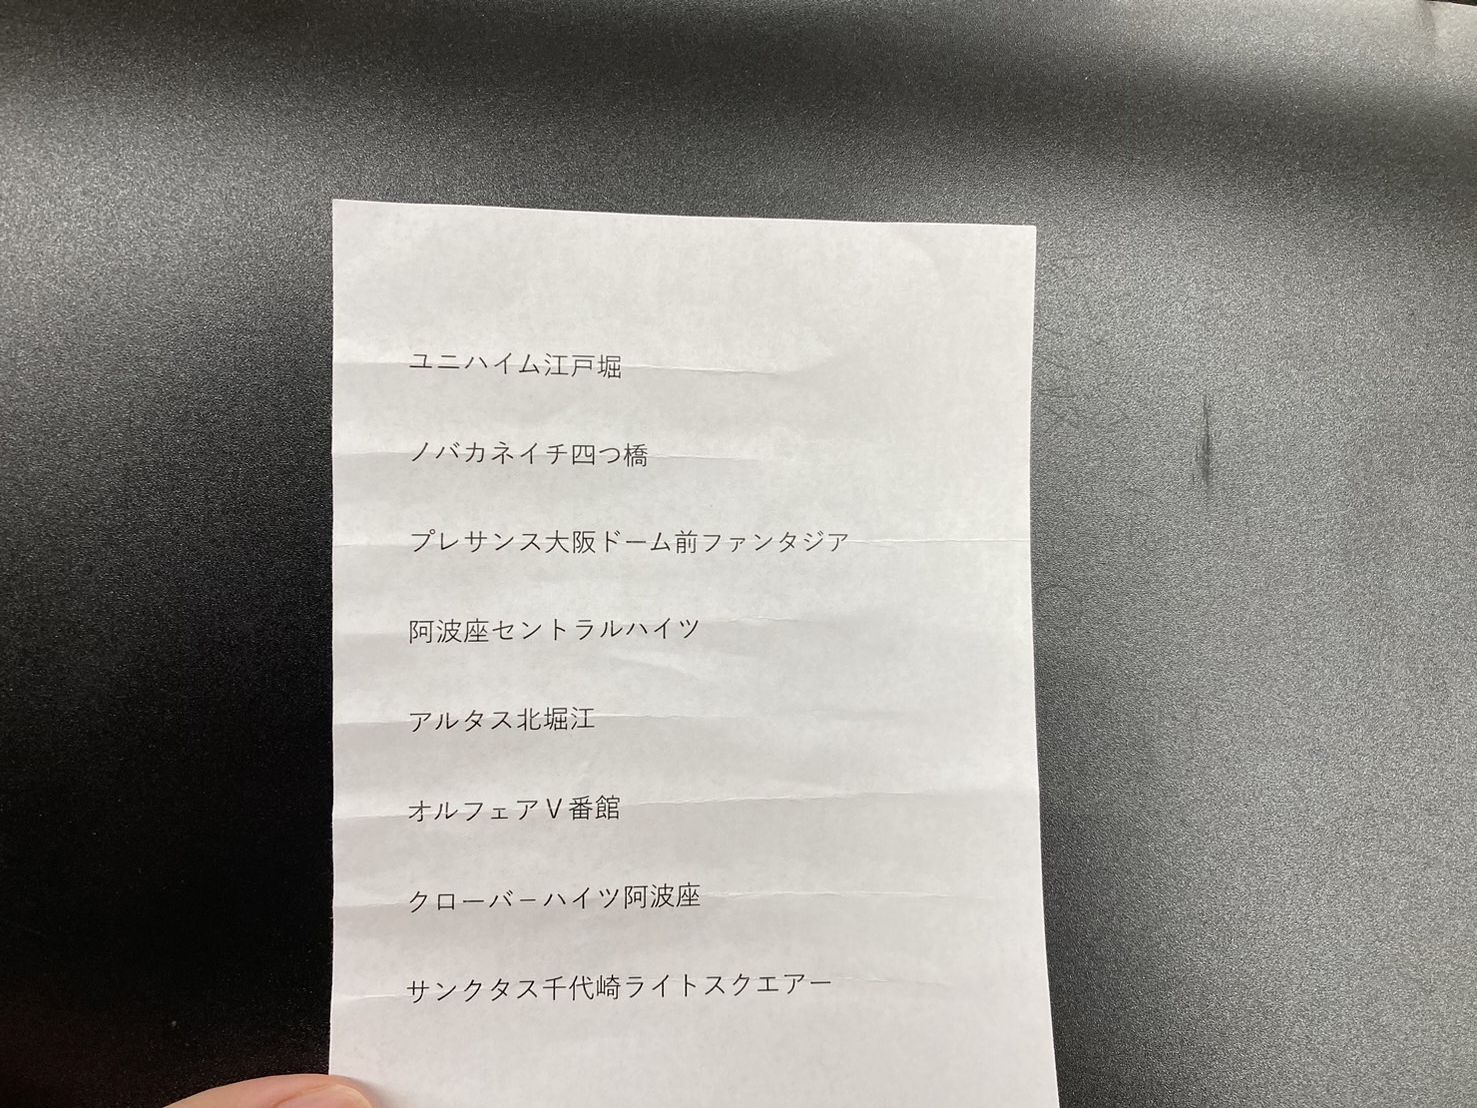 ユニハイム江戸堀
ノバカネイチ四つ橋
プレサンス大阪ドーム前ファンタジア
阿波座セントラルハイツ
アルタス北堀江
オルフェアⅤ番館
クローバ－ハイツ阿波座
サンクタス千代崎ライトスクエアー